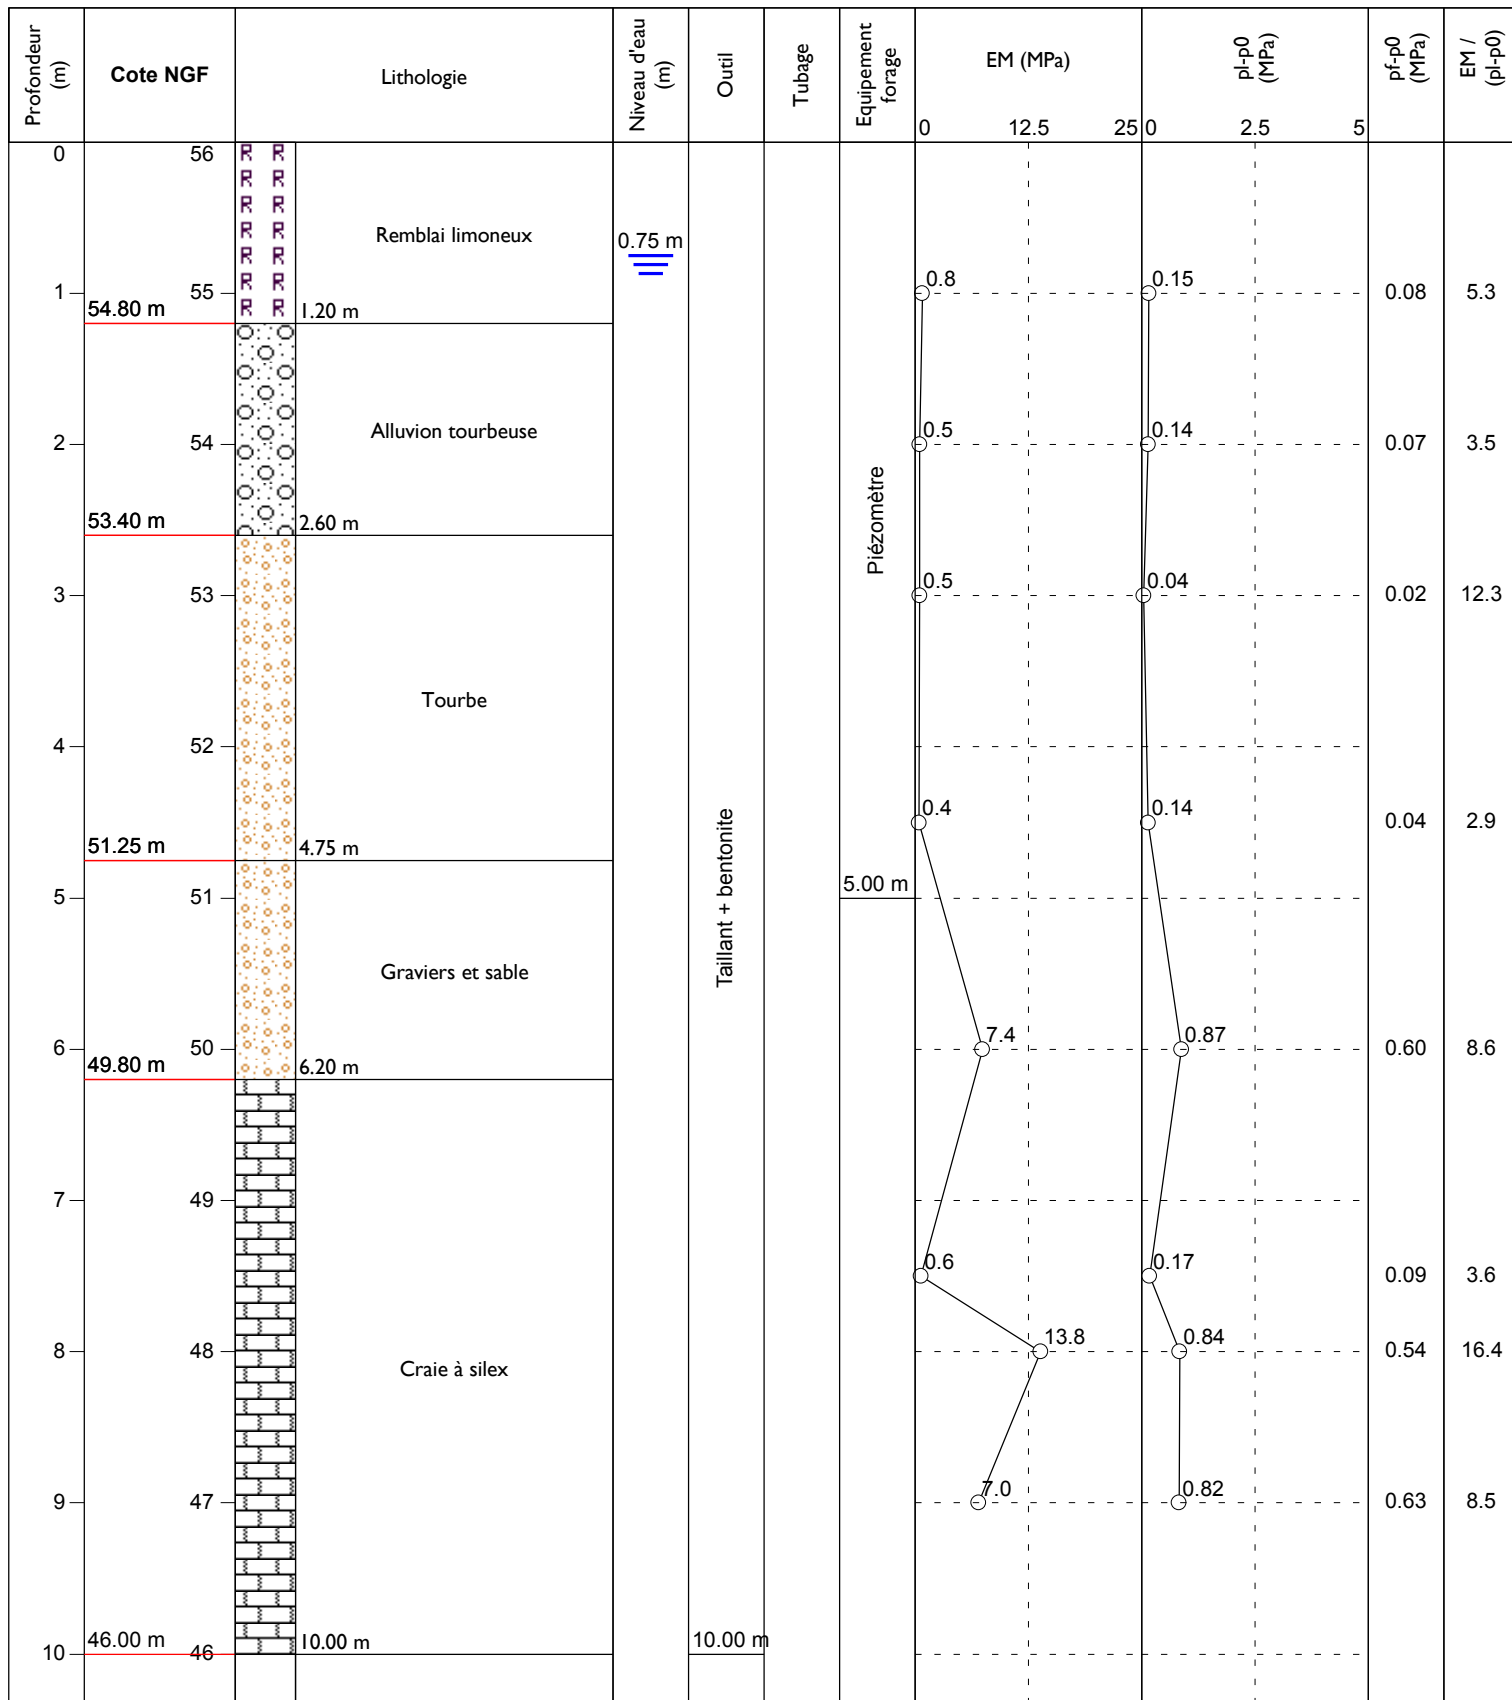 Profondeur
(m)
Cote NGF
Lithologie
Niveau d'eau
(m)
Outil
Tubage
Equipement
forage
EM (MPa)
0 12.5 25
pl-p0
(MPa)
0 2.5 5
pf-p0
(MPa)
EM /
(pl-p0)
0 56
Remblai limoneux
0.75 m
1 55 0.8 0.15 0.08 5.3
54.80 m 1.20 m
Alluvion tourbeuse
2 54 0.5 0.14 0.07 3.5
53.40 m 2.60 m
Piézomètre
3 53 0.5 0.04 0.02 12.3
Tourbe
4 52
0.4 0.14 0.04 2.9
51.25 m 4.75 m
5 51 5.00 m
Taillant + bentonite
Graviers et sable
6 50 7.4 0.87 0.60 8.6
49.80 m 6.20 m
7 49
0.6 0.17 0.09 3.6
8 48 13.8 0.84 0.54 16.4
Craie à silex
9 47 7.0 0.82 0.63 8.5
46.00 m 10.00 m 10.00 m
10 46